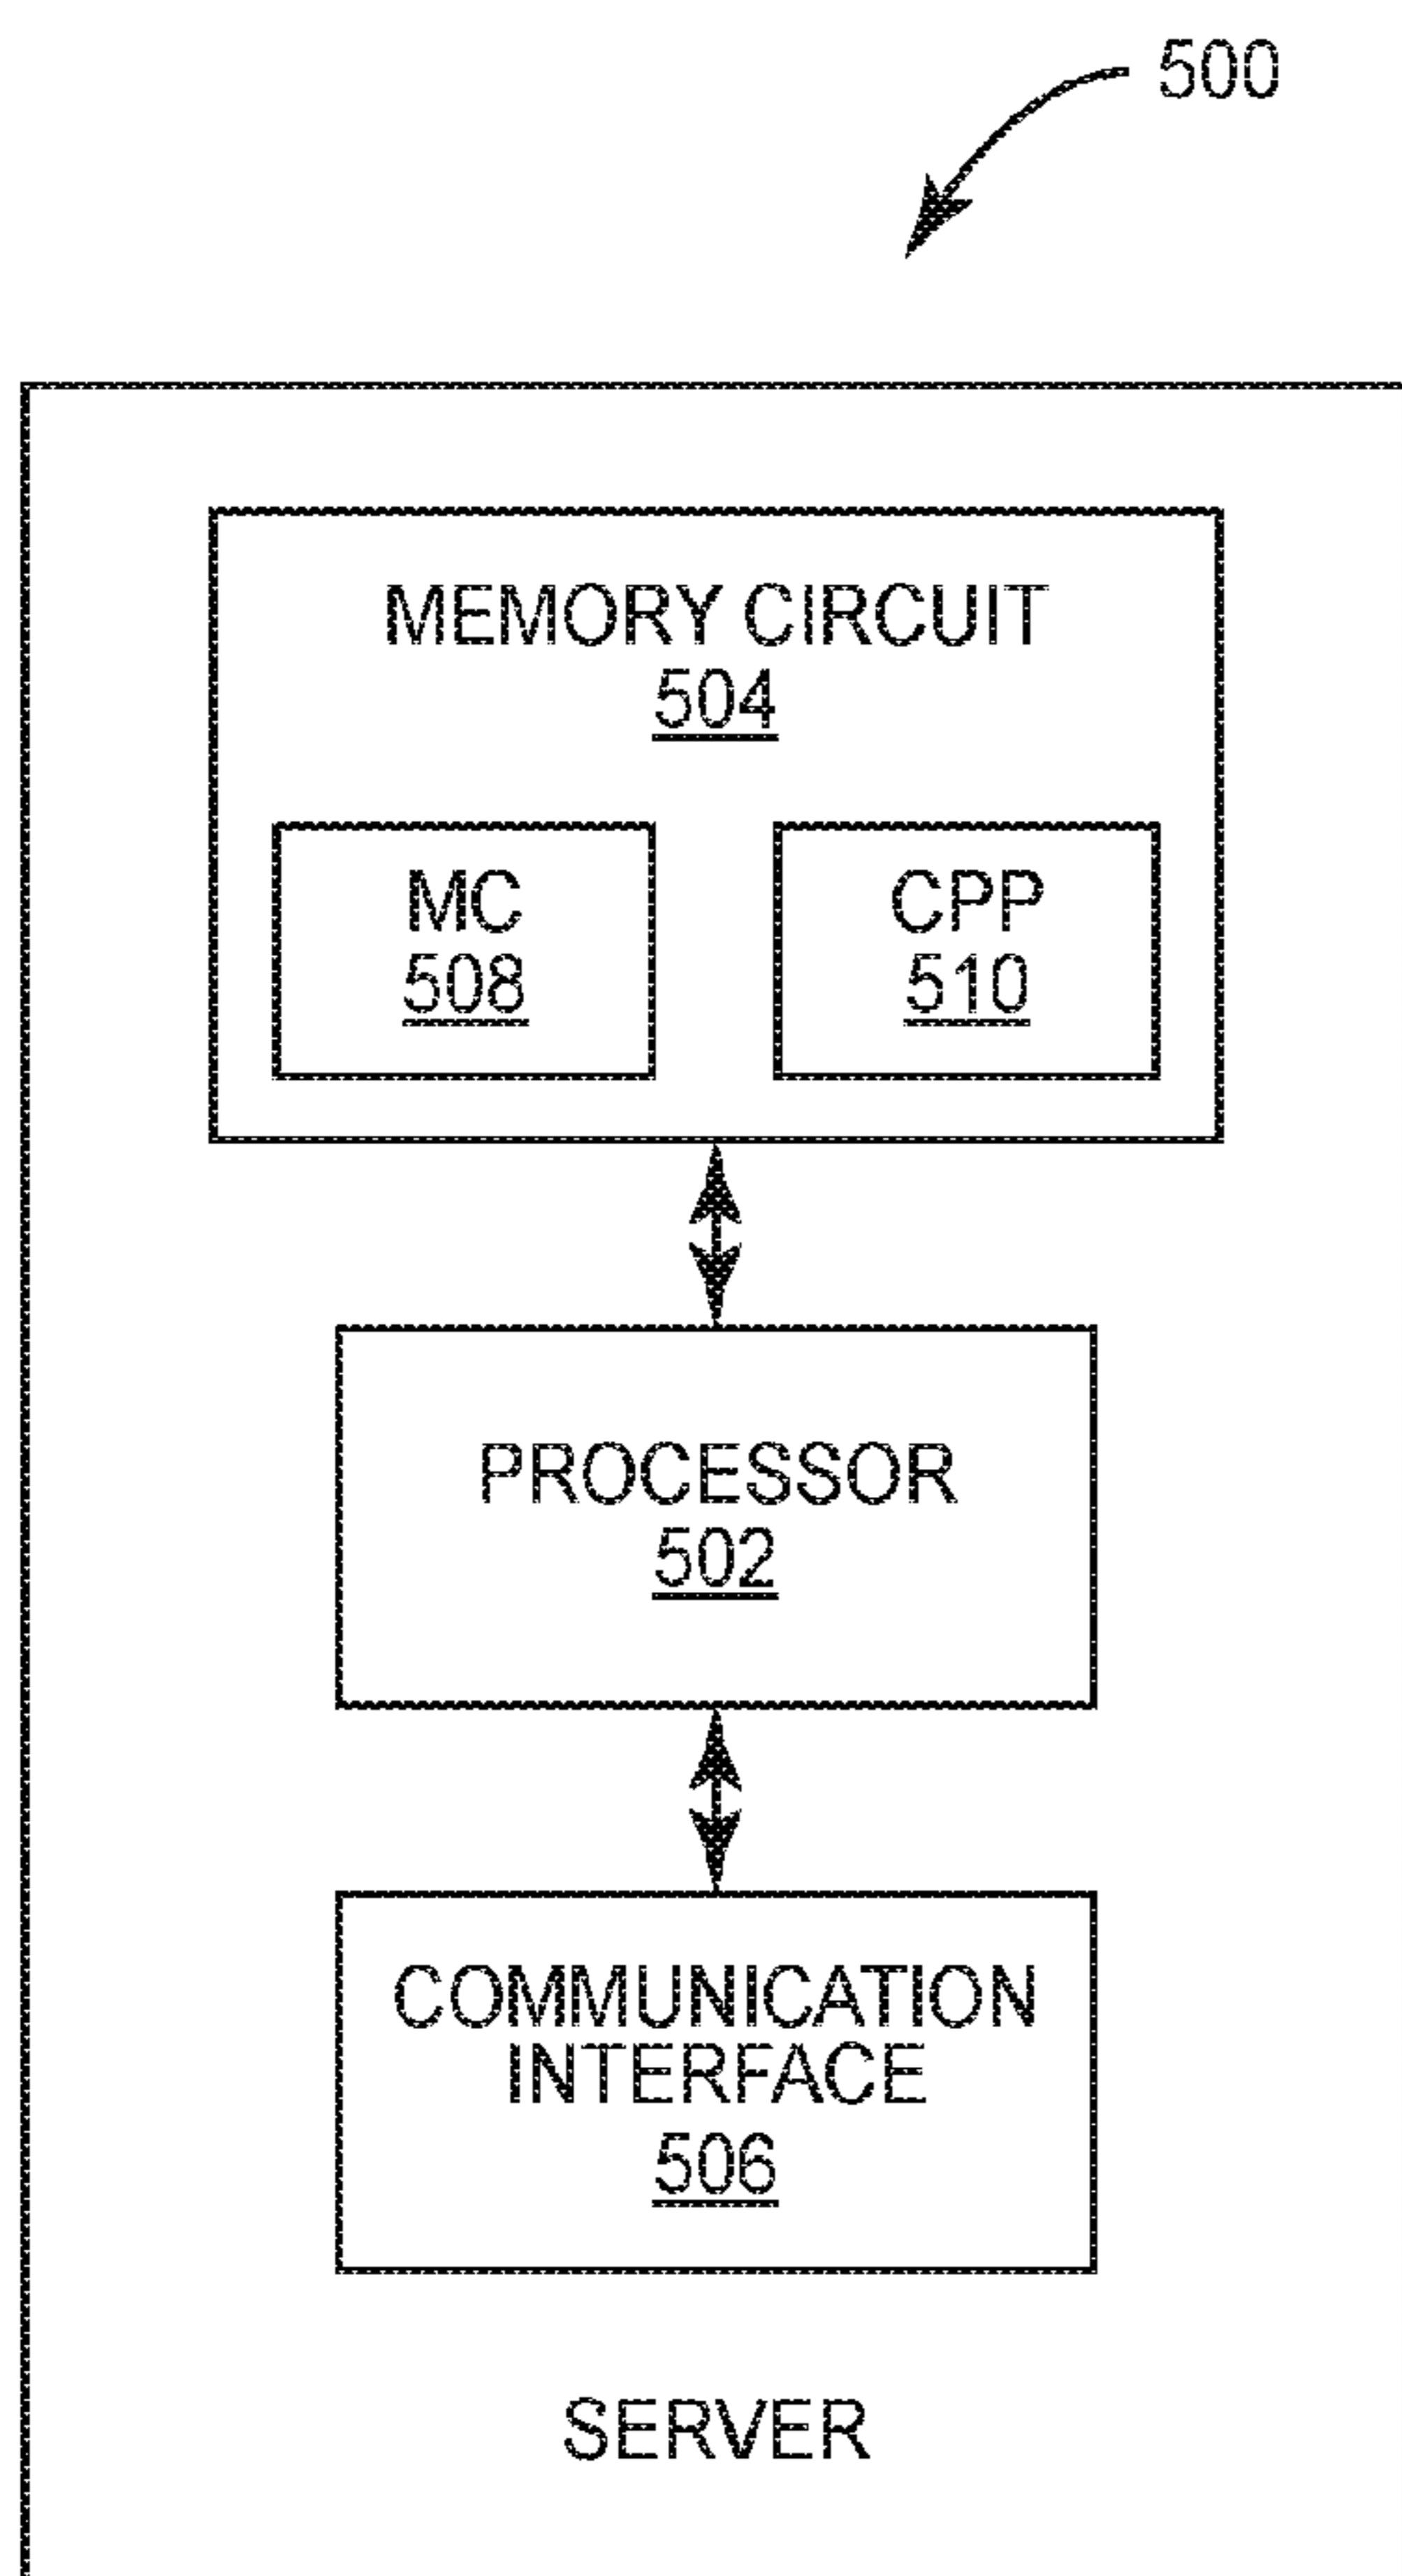 500
MEMORY CIRCUIT
504
MC
508
CPP
510
PROCESSOR
502
COMMUNICATION
INTERFACE
506
SERVER